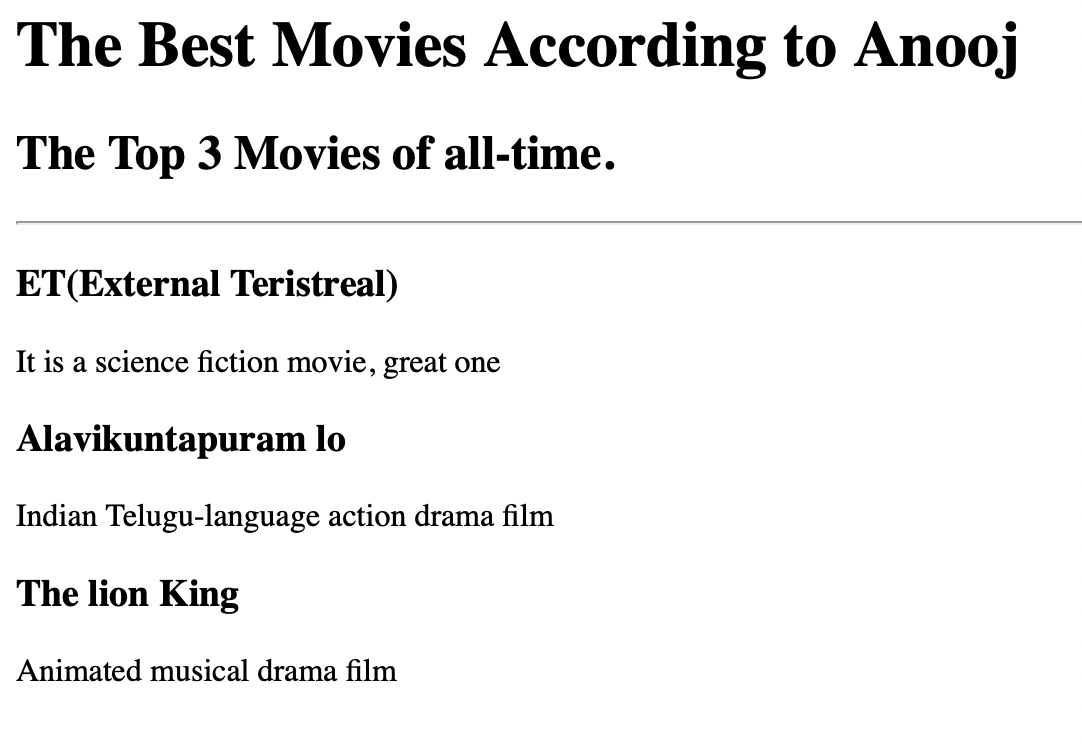 The Best Movies According to Anooj
The Top 3 Movies of all-time.
ET(External Teristreal)
It is a science fiction movie, great one
Alavikuntapuram lo
Indian Telugu-language action drama film
The lion King
Animated musical drama film